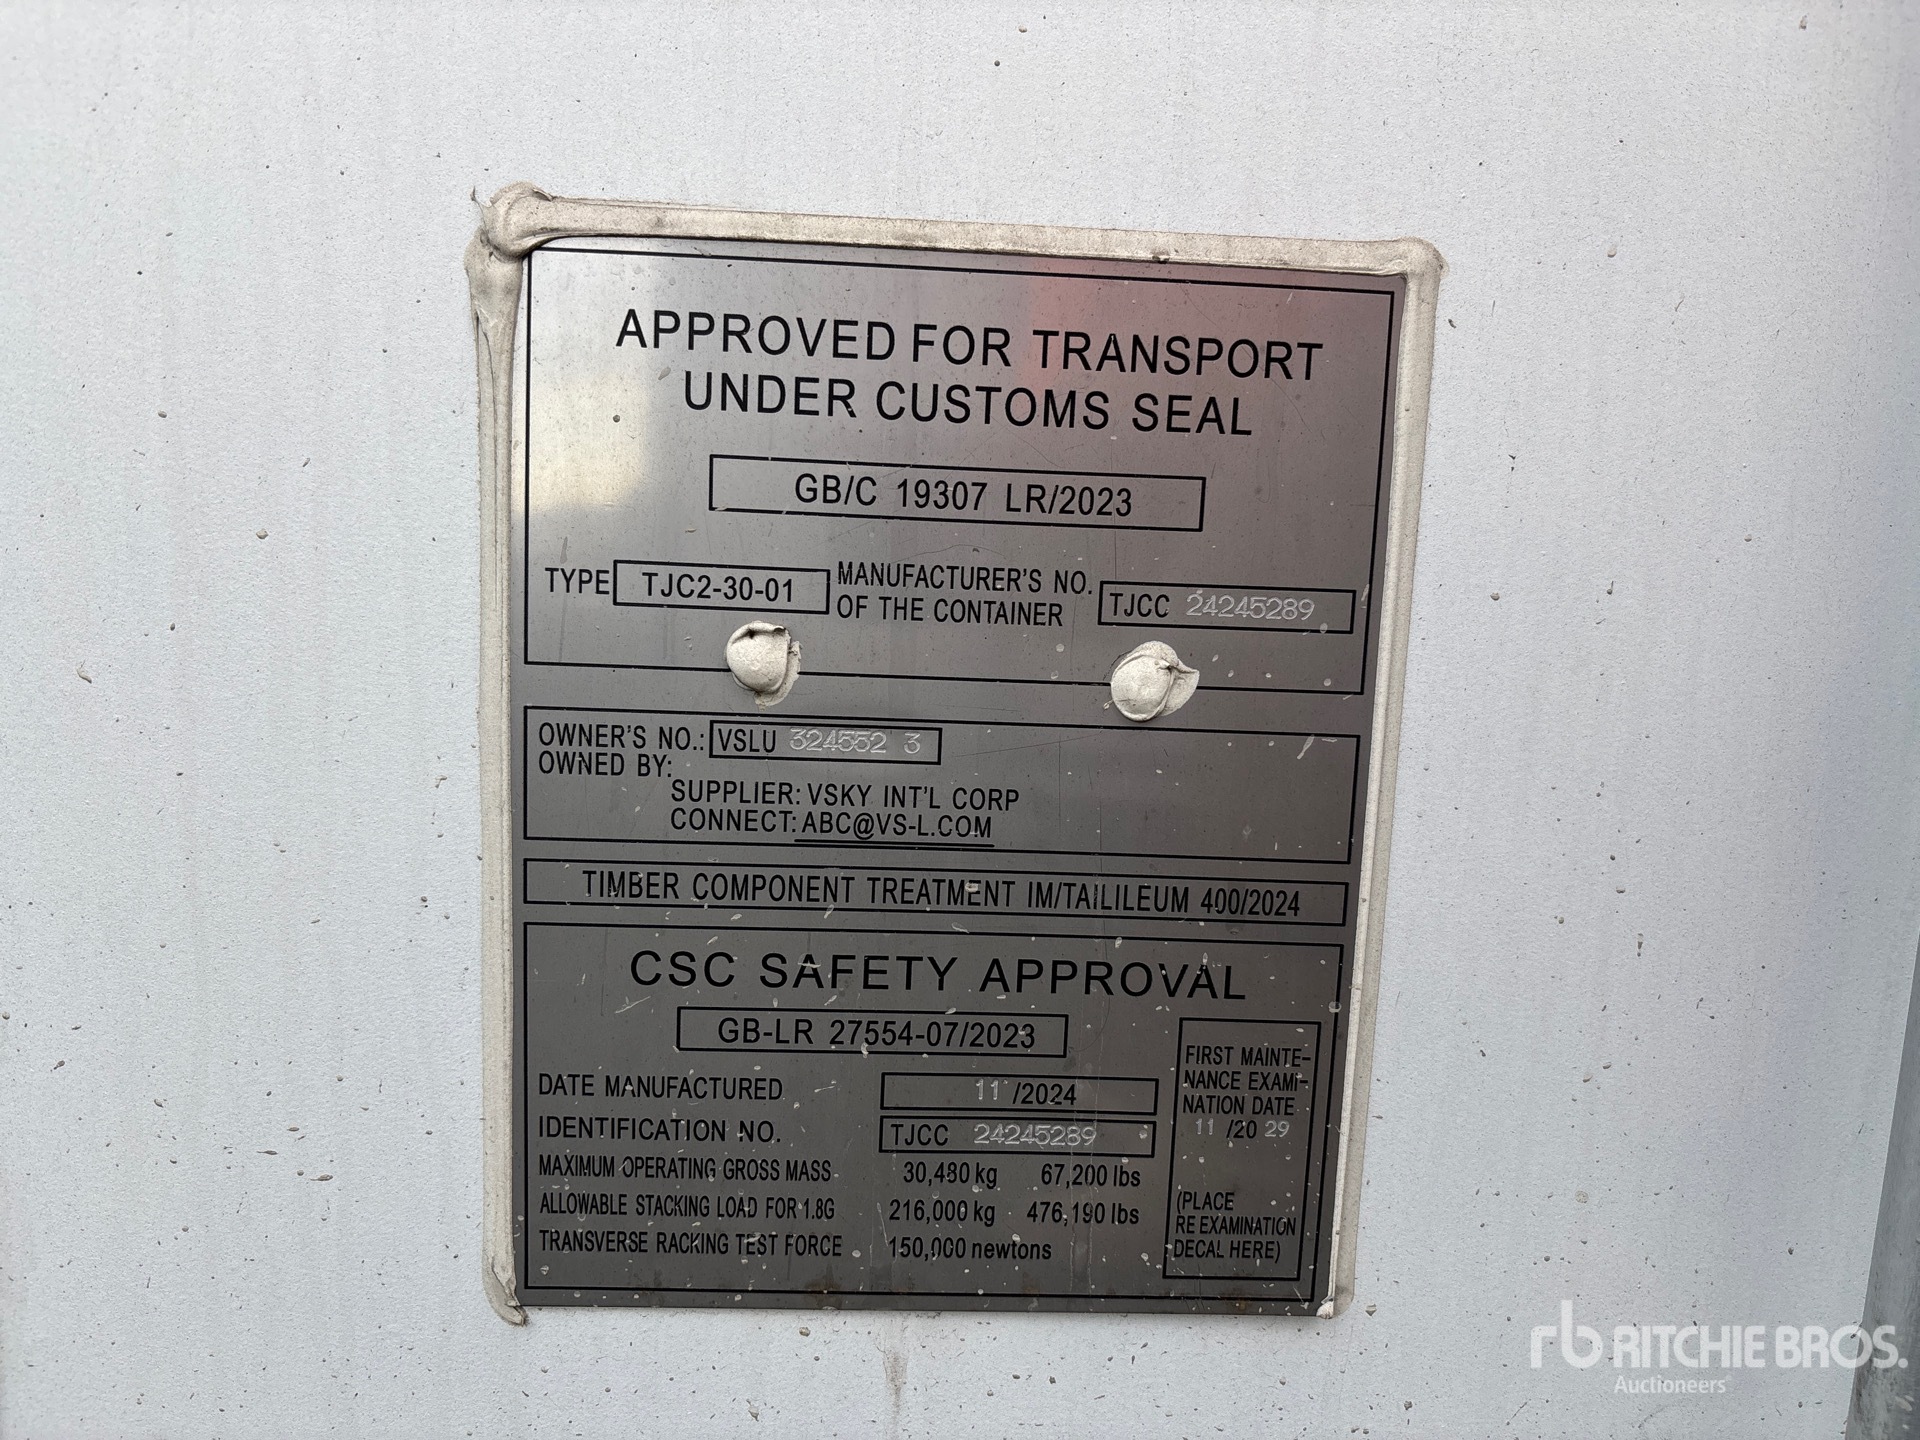 APPROVED FOR TRANSPORT
UNDER CUSTOMS SEAL
GB/C 19307 LR/2023
TYPE TJC2-30-01 MANUFACTURER'S NO. OF THE CONTAINER TJCC 24245289
OWNER'S NO.: VSLU 324552 3
OWNED BY:
SUPPLIER: VSKY INT'L CORP
CONNECT: ABC@VS-L.COM
TIMBER COMPONENT TREATMENT IM/TAILILEUM 400/2024
CSC SAFETY APPROVAL
GB-LR 27554-07/2023
DATE MANUFACTURED 11 /2024
IDENTIFICATION NO. TJCC 24245289
MAXIMUM OPERATING GROSS MASS 30,480 kg 67,200 lbs
ALLOWABLE STACKING LOAD FOR 1.8G 216,000 kg 476,190 lbs
TRANSVERSE RACKING TEST FORCE 150,000 newtons
FIRST MAINTE-
NANCE EXAMI-
NATION DATE
11 /20 29
(PLACE
RE EXAMINATION
DECAL HERE)
rb RITCHIE BROS.
Auctioneers